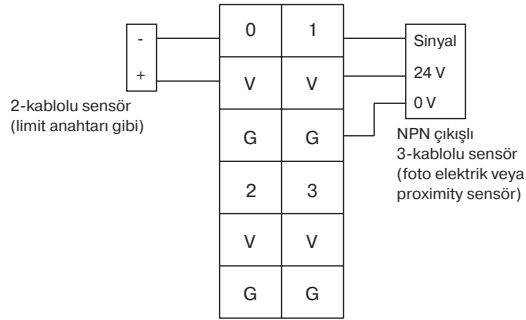 -
+
2-kablolu sensör
(limit anahtarı gibi)
0 1
V V
G G
2 3
V V
G G
Sinyal
24 V
0 V
NPN çıkışlı
3-kablolu sensör
(foto elektrik veya
proximity sensör)